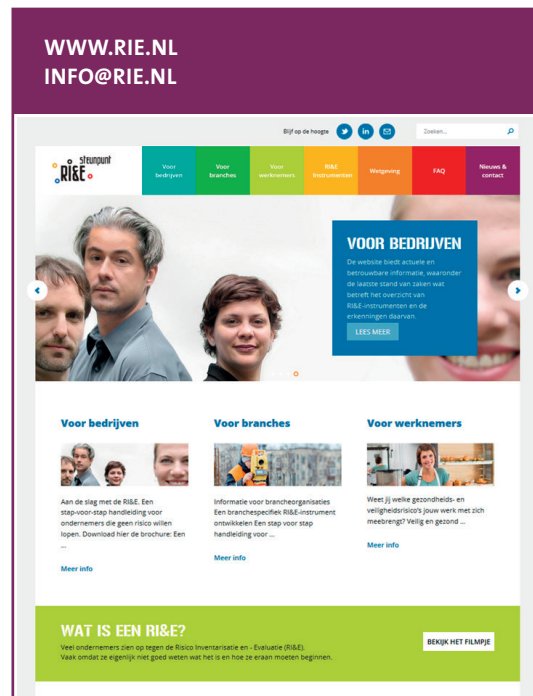 WWW.RIE.NL
INFO@RIE.NL
Blijf op de hoogte
in
Zoeken...
steunpunt
RI&E
Voor
bedrijven
Voor
branches
Voor
werknemers
RI&E
Instrumenten
Wetgeving
FAQ
Nieuws &
contact
VOOR BEDRIJVEN
De website biedt actuele en
betrouwbare informatie, waaronder
de laatste stand van zaken wat
betreft het overzicht van
RI&E-instrumenten en de
erkenningen daarvan.
LEES MEER
Voor bedrijven
Aan de slag met de RI&E. Een
stap-voor-stap handleiding voor
ondernemers die geen risico willen
lopen. Download hier de brochure: Een
...
Meer info
Voor branches
Informatie voor brancheorganisaties
Een branchespecifiek RI&E-instrument
ontwikkelen Een stap voor stap
handleiding voor ...
Meer info
Voor werknemers
Weet jij welke gezondheids- en
veiligheidsrisico's jouw werk met zich
meebrengt? Veilig en gezond ...
Meer info
WAT IS EEN RI&E?
Veel ondernemers zien op tegen de Risico Inventarisatie en - Evaluatie (RI&E).
Vaak omdat ze eigenlijk niet goed weten wat het is en hoe ze eraan moeten beginnen.
BEKIJK HET FILMPJE